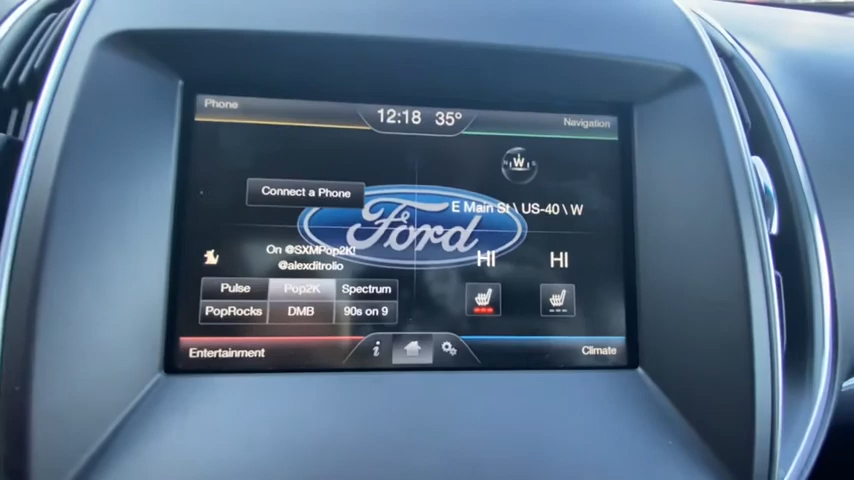 Phone
12:18 35°
Navigation
W
Connect a Phone
E Main St \ US-40 \ W
Ford
On @SXMPop2K!
@alexditrolio
HI HI
Pulse Pop2K Spectrum
PopRocks DMB 90s on 9
Entertainment
i
Climate